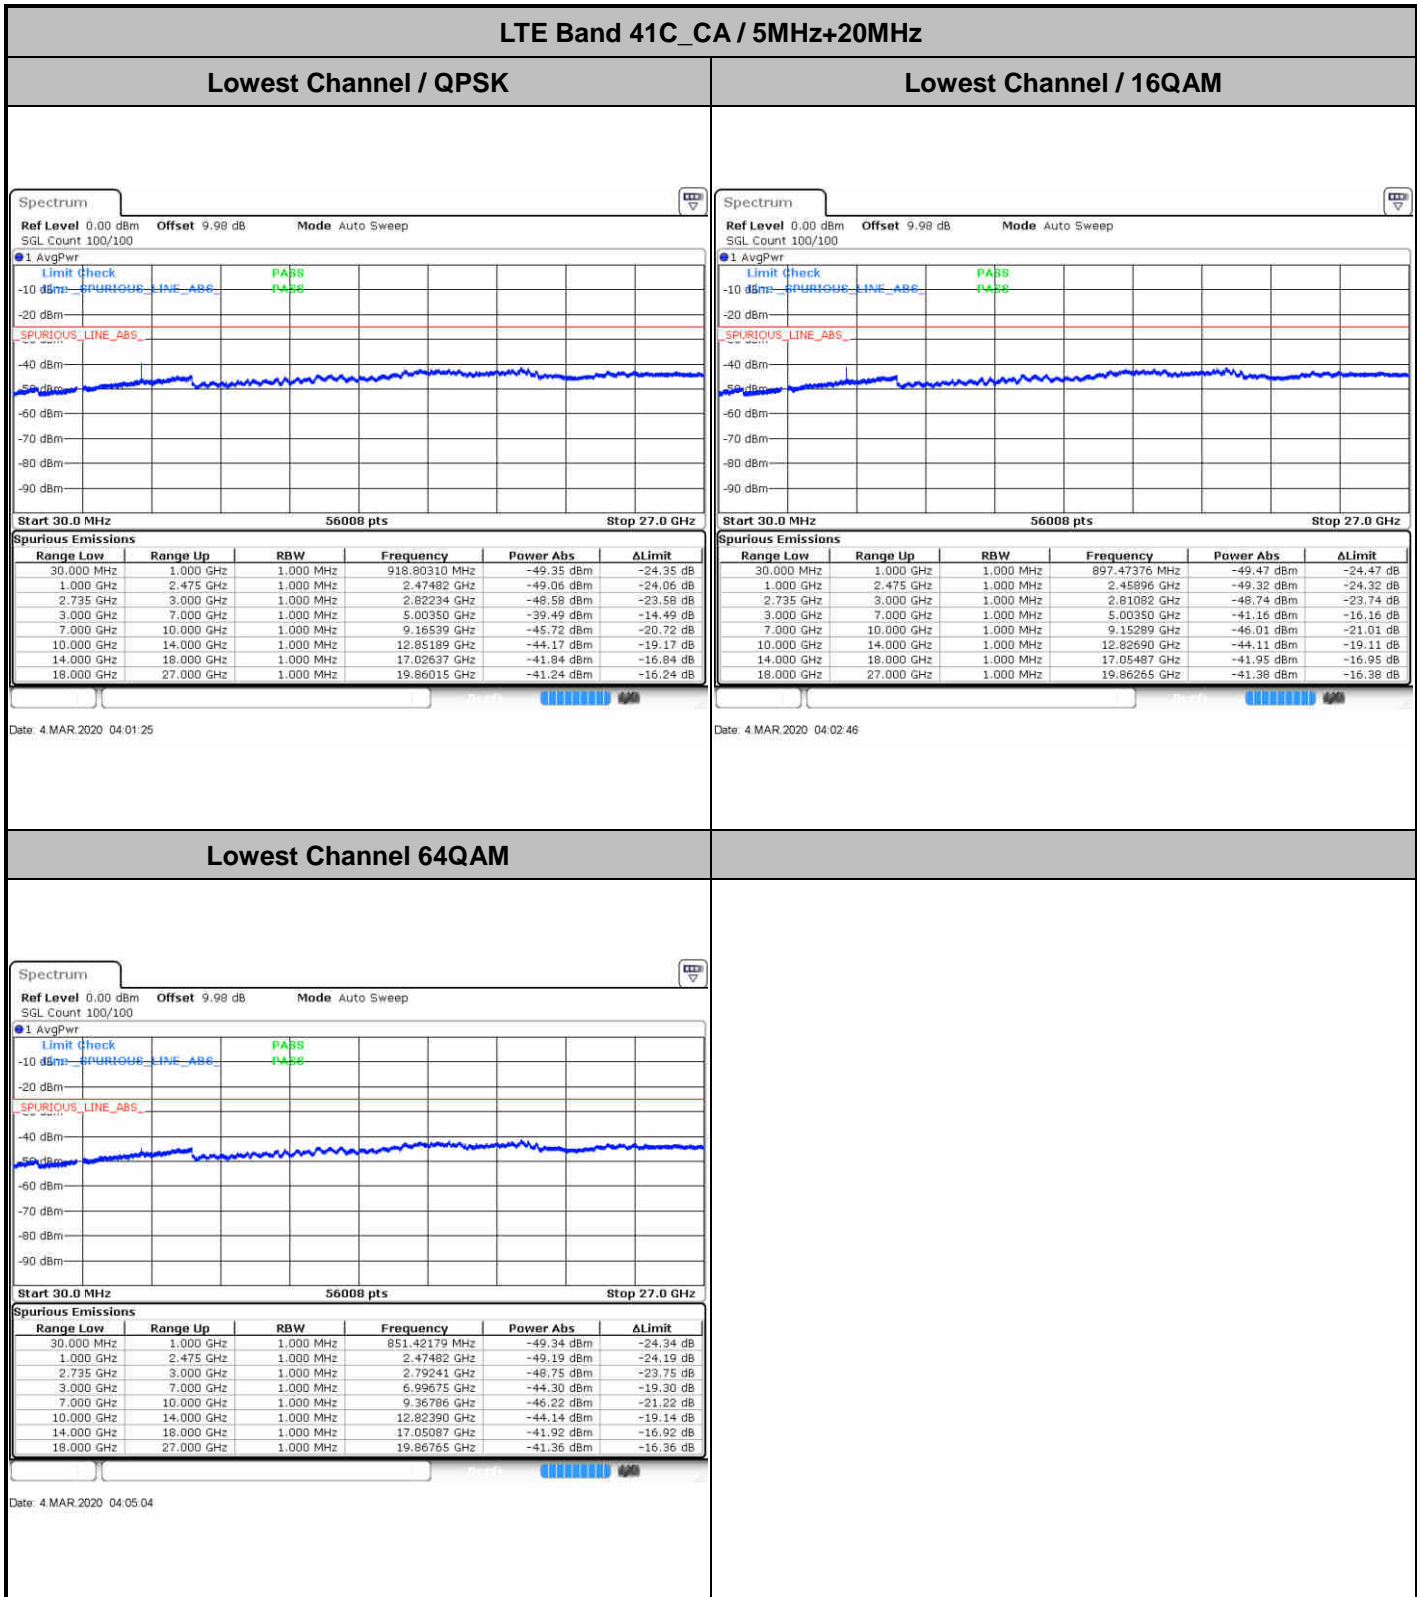 LTE Band 41C_CA / 5MHz+20MHz
Lowest Channel / QPSK
Lowest Channel / 16QAM
Spectrum
Ref Level 0.00 dBm Offset 9.98 dB Mode Auto Sweep
SGL Count 100/100
1 AvgPwr
Limit Check PASS
-10 dBm
Line _SPURIOUS_LINE_ABS_ PASS
-20 dBm
_SPURIOUS_LINE_ABS_
-40 dBm
-50 dBm
-60 dBm
-70 dBm
-80 dBm
-90 dBm
Start 30.0 MHz 56008 pts Stop 27.0 GHz
Spurious Emissions
Range Low Range Up RBW Frequency Power Abs ΔLimit
30.000 MHz 1.000 GHz 1.000 MHz 918.80310 MHz -49.35 dBm -24.35 dB
1.000 GHz 2.475 GHz 1.000 MHz 2.47482 GHz -49.06 dBm -24.06 dB
2.735 GHz 3.000 GHz 1.000 MHz 2.82234 GHz -48.58 dBm -23.58 dB
3.000 GHz 7.000 GHz 1.000 MHz 5.00350 GHz -39.49 dBm -14.49 dB
7.000 GHz 10.000 GHz 1.000 MHz 9.16539 GHz -45.72 dBm -20.72 dB
10.000 GHz 14.000 GHz 1.000 MHz 12.85189 GHz -44.17 dBm -19.17 dB
14.000 GHz 18.000 GHz 1.000 MHz 17.02637 GHz -41.84 dBm -16.84 dB
18.000 GHz 27.000 GHz 1.000 MHz 19.86015 GHz -41.24 dBm -16.24 dB
Date: 4.MAR.2020 04:01:25
Spectrum
Ref Level 0.00 dBm Offset 9.98 dB Mode Auto Sweep
SGL Count 100/100
1 AvgPwr
Limit Check PASS
-10 dBm
Line _SPURIOUS_LINE_ABS_ PASS
-20 dBm
_SPURIOUS_LINE_ABS_
-40 dBm
-50 dBm
-60 dBm
-70 dBm
-80 dBm
-90 dBm
Start 30.0 MHz 56008 pts Stop 27.0 GHz
Spurious Emissions
Range Low Range Up RBW Frequency Power Abs ΔLimit
30.000 MHz 1.000 GHz 1.000 MHz 897.47376 MHz -49.47 dBm -24.47 dB
1.000 GHz 2.475 GHz 1.000 MHz 2.45896 GHz -49.32 dBm -24.32 dB
2.735 GHz 3.000 GHz 1.000 MHz 2.81082 GHz -48.74 dBm -23.74 dB
3.000 GHz 7.000 GHz 1.000 MHz 5.00350 GHz -41.16 dBm -16.16 dB
7.000 GHz 10.000 GHz 1.000 MHz 9.15289 GHz -46.01 dBm -21.01 dB
10.000 GHz 14.000 GHz 1.000 MHz 12.82690 GHz -44.11 dBm -19.11 dB
14.000 GHz 18.000 GHz 1.000 MHz 17.05487 GHz -41.95 dBm -16.95 dB
18.000 GHz 27.000 GHz 1.000 MHz 19.86265 GHz -41.38 dBm -16.38 dB
Date: 4.MAR.2020 04:02:46
Lowest Channel 64QAM
Spectrum
Ref Level 0.00 dBm Offset 9.98 dB Mode Auto Sweep
SGL Count 100/100
1 AvgPwr
Limit Check PASS
-10 dBm
Line _SPURIOUS_LINE_ABS_ PASS
-20 dBm
_SPURIOUS_LINE_ABS_
-40 dBm
-50 dBm
-60 dBm
-70 dBm
-80 dBm
-90 dBm
Start 30.0 MHz 56008 pts Stop 27.0 GHz
Spurious Emissions
Range Low Range Up RBW Frequency Power Abs ΔLimit
30.000 MHz 1.000 GHz 1.000 MHz 851.42179 MHz -49.34 dBm -24.34 dB
1.000 GHz 2.475 GHz 1.000 MHz 2.47482 GHz -49.19 dBm -24.19 dB
2.735 GHz 3.000 GHz 1.000 MHz 2.79241 GHz -48.75 dBm -23.75 dB
3.000 GHz 7.000 GHz 1.000 MHz 6.99675 GHz -44.30 dBm -19.30 dB
7.000 GHz 10.000 GHz 1.000 MHz 9.36786 GHz -46.22 dBm -21.22 dB
10.000 GHz 14.000 GHz 1.000 MHz 12.82390 GHz -44.14 dBm -19.14 dB
14.000 GHz 18.000 GHz 1.000 MHz 17.05087 GHz -41.92 dBm -16.92 dB
18.000 GHz 27.000 GHz 1.000 MHz 19.86765 GHz -41.36 dBm -16.36 dB
Date: 4.MAR.2020 04:05:04